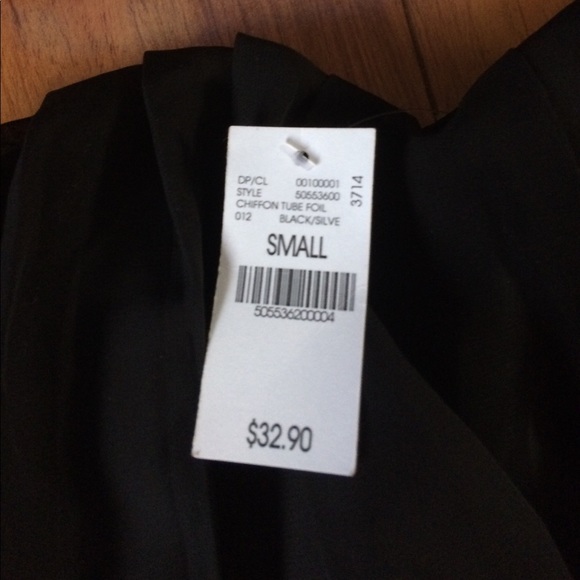 DP/CL 00100001
STYLE 50553600
CHIFFON TUBE FOIL
012 BLACK/SILVE
3714
SMALL
505536200004
$32.90